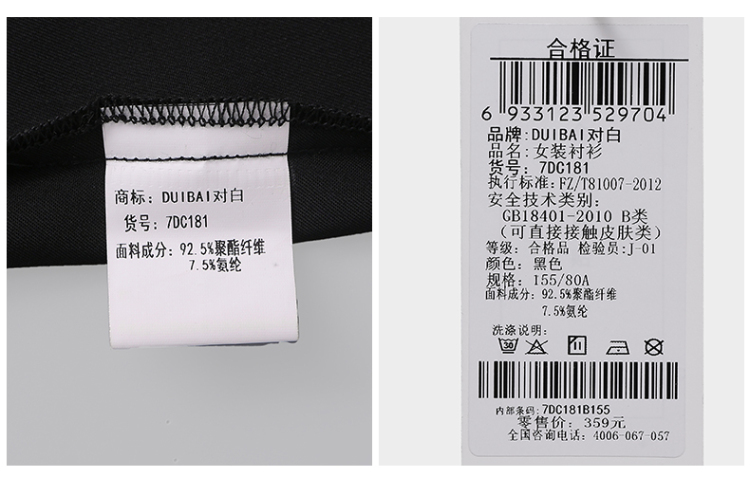 商标：DUIBAI对白
货号：7DC181
面料成分：92.5%聚酯纤维
7.5%氨纶
合格证
6 933123 529704
品牌：DUIBAI对白
品名：女装衬衫
货号：7DC181
执行标准：FZ/T81007-2012
安全技术类别：
GB18401-2010 B类
（可直接接触皮肤类）
等级：合格品 检验员：J-01
颜色：黑色
规格：I55/80A
面料成分：92.5%聚酯纤维
7.5%氨纶
洗涤说明：
30
内部条码：7DC181B155
零售价：359元
全国咨询电话：4006-067-057